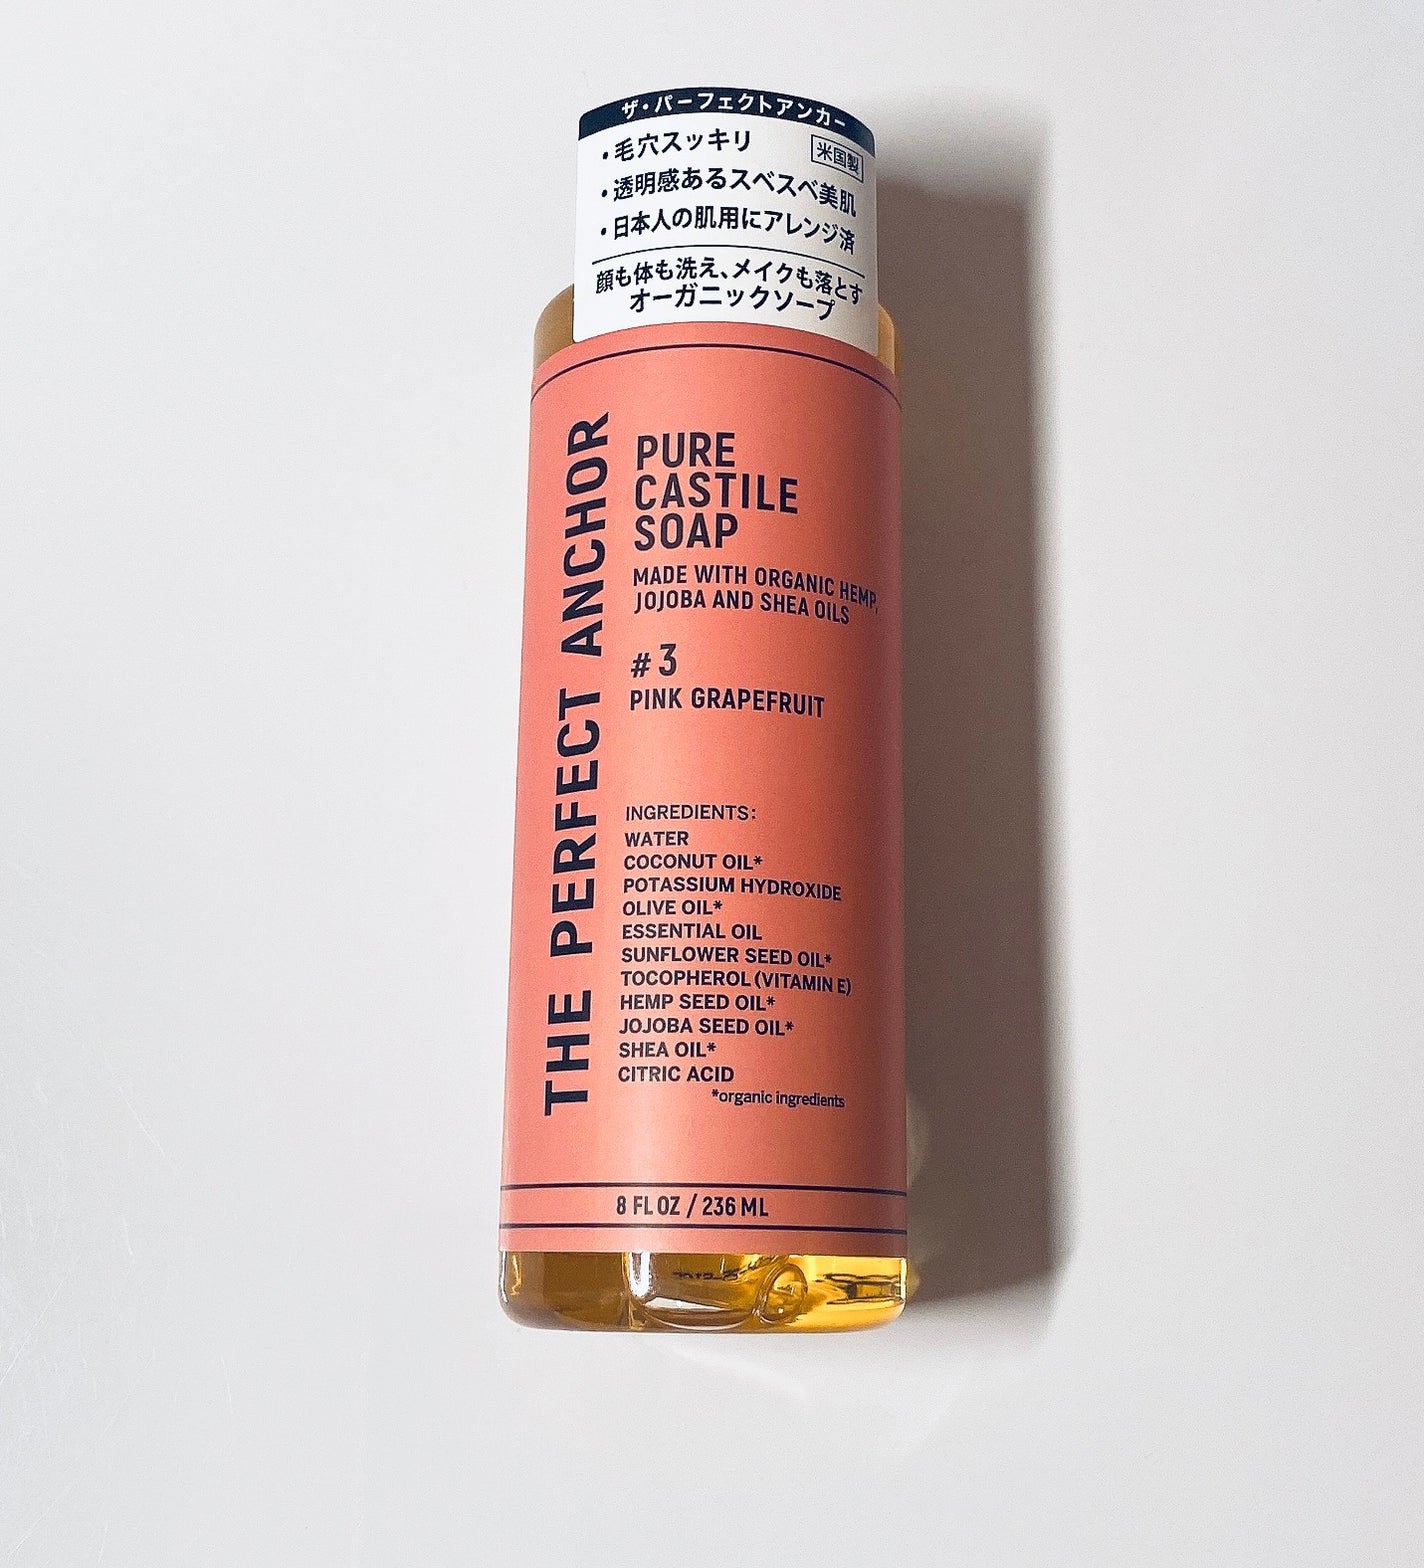 ザ・パーフェクトアンカー
・毛穴スッキリ
米国製
・透明感あるスベスベ美肌
・日本人の肌用にアレンジ済
顔も体も洗え、メイクも落とす
オーガニックソープ
THE PERFECT ANCHOR
PURE
CASTILE
SOAP
MADE WITH ORGANIC HEMP,
JOJOBA AND SHEA OILS
#3
PINK GRAPEFRUIT
INGREDIENTS:
WATER
COCONUT OIL*
POTASSIUM HYDROXIDE
OLIVE OIL*
ESSENTIAL OIL
SUNFLOWER SEED OIL*
TOCOPHEROL (VITAMIN E)
HEMP SEED OIL*
JOJOBA SEED OIL*
SHEA OIL*
CITRIC ACID
*organic ingredients
8 FL OZ / 236 ML